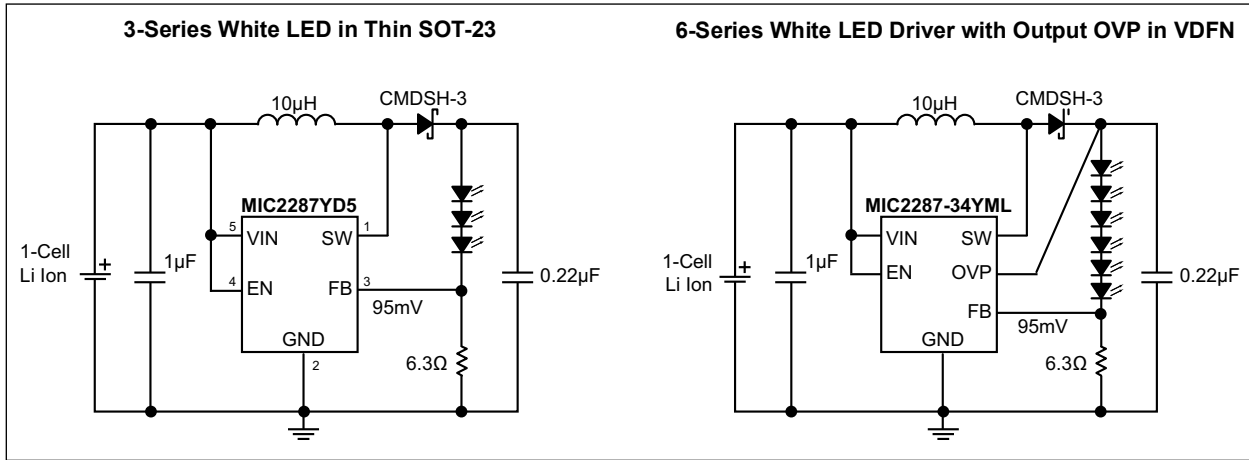 3-Series White LED in Thin SOT-23
10µH
CMDSH-3
MIC2287YD5
5
VIN
SW
1
4
EN
FB
3
95mV
GND
2
1-Cell
Li Ion
+
1µF
0.22µF
6.3Ω
6-Series White LED Driver with Output OVP in VDFN
10µH
CMDSH-3
MIC2287-34YML
VIN
SW
EN
OVP
FB
95mV
GND
1-Cell
Li Ion
+
1µF
0.22µF
6.3Ω